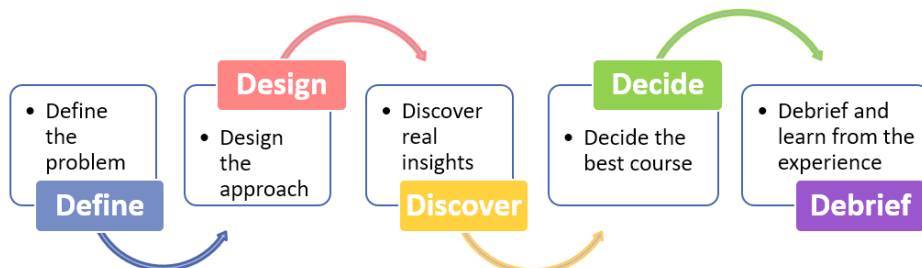 • Define
the
problem
Define
Design
• Design
the
approach
• Discover
real
insights
Discover
Decide
• Decide the
best course
• Debrief and
learn from the
experience
Debrief